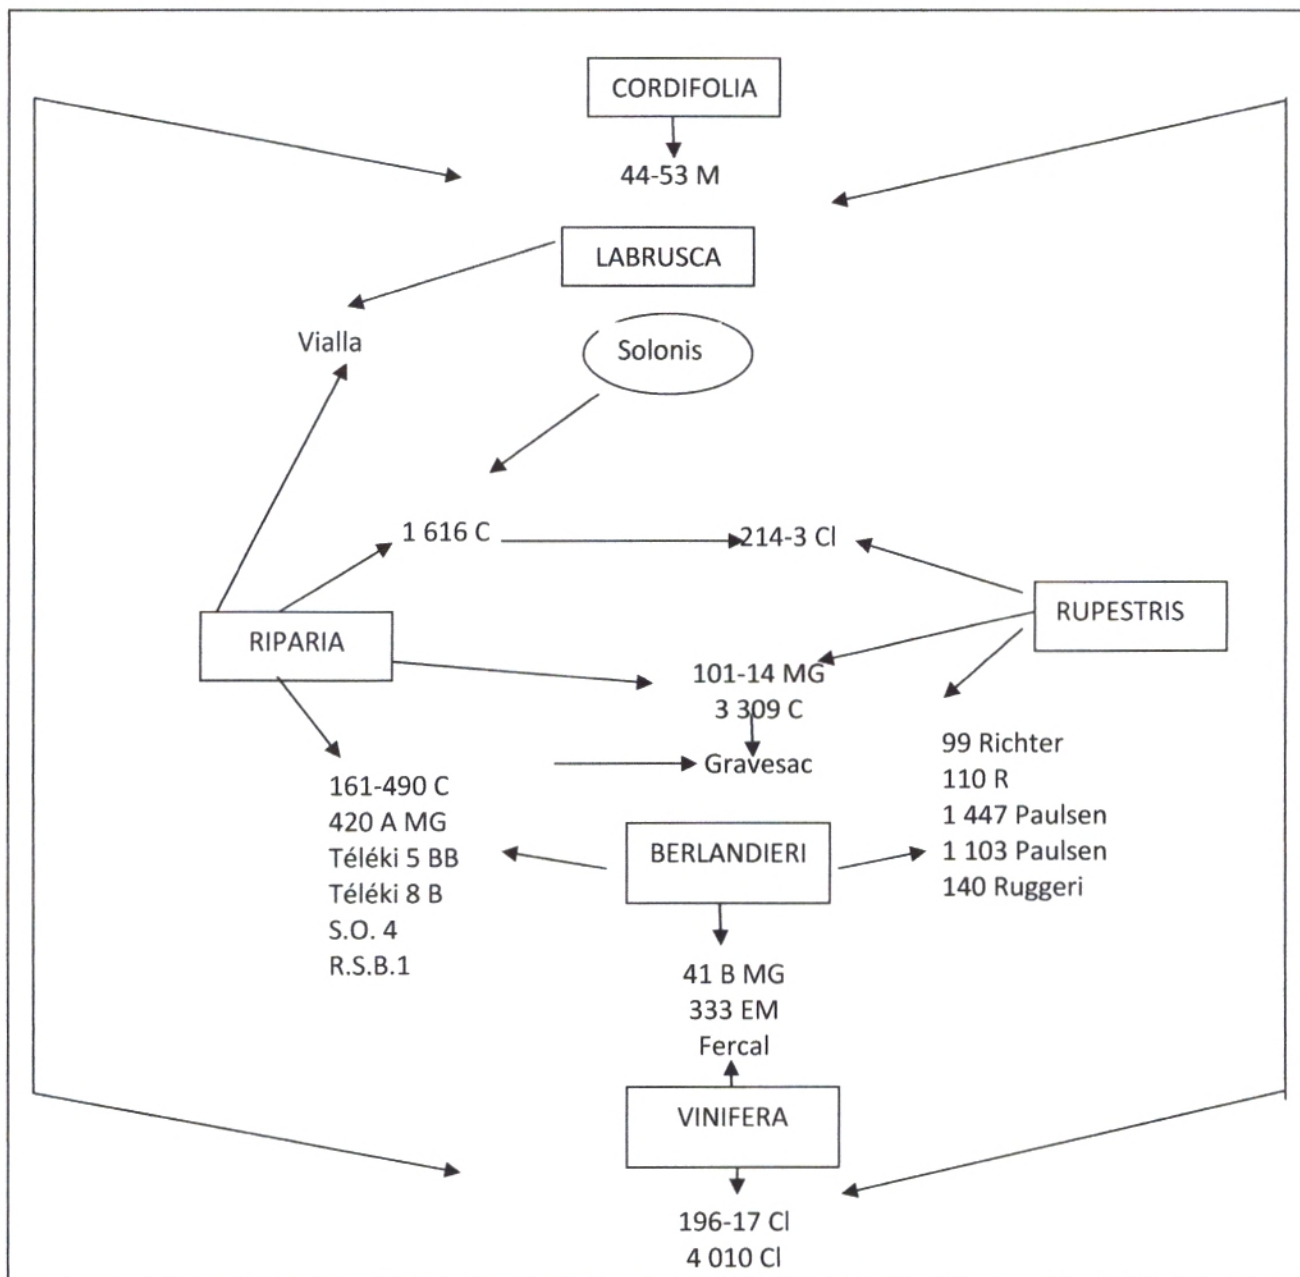 CORDIFOLIA
44-53 M
LABRUSCA
Vialla
Solonis
1 616 C
214-3 Cl
RIPARIA
RUPESTRIS
101-14 MG
3 309 C
Gravesac
161-490 C
420 A MG
Téléki 5 BB
Téléki 8 B
S.O. 4
R.S.B.1
99 Richter
110 R
1 447 Paulsen
1 103 Paulsen
140 Ruggeri
BERLANDIERI
41 B MG
333 EM
Fercal
VINIFERA
196-17 Cl
4 010 Cl